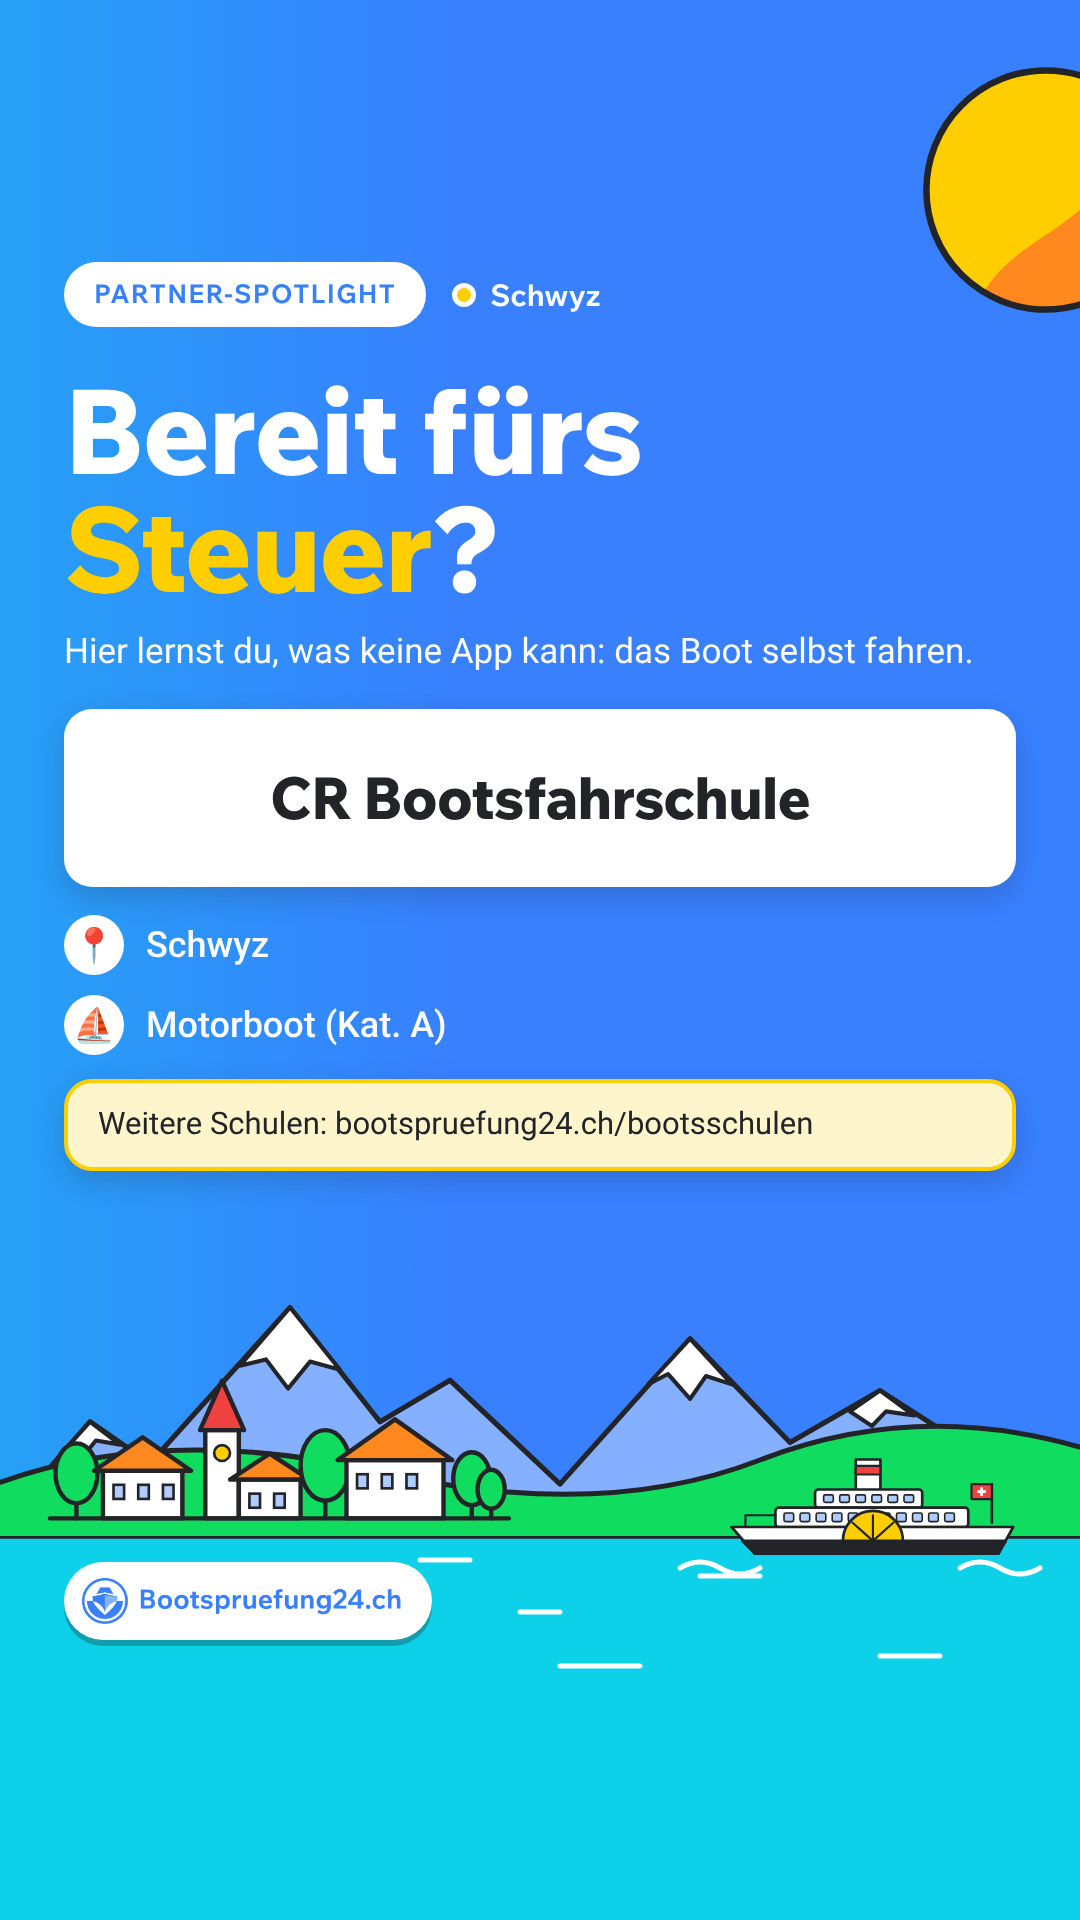 PARTNER-SPOTLIGHT
Schwyz
Bereit fürs
Steuer?
Hier lernst du, was keine App kann: das Boot selbst fahren.
CR Bootsfahrschule
Schwyz
Motorboot (Kat. A)
Weitere Schulen: bootspruefung24.ch/bootsschulen
Bootspruefung24.ch